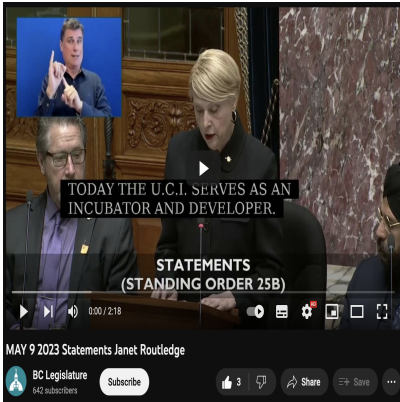 TODAY THE U.C.I. SERVES AS AN
INCUBATOR AND DEVELOPER.
STATEMENTS
(STANDING ORDER 25B)
0:00 / 2:18
HD
MAY 9 2023 Statements Janet Routledge
BC Legislature
642 subscribers
Subscribe
3
Share
Save